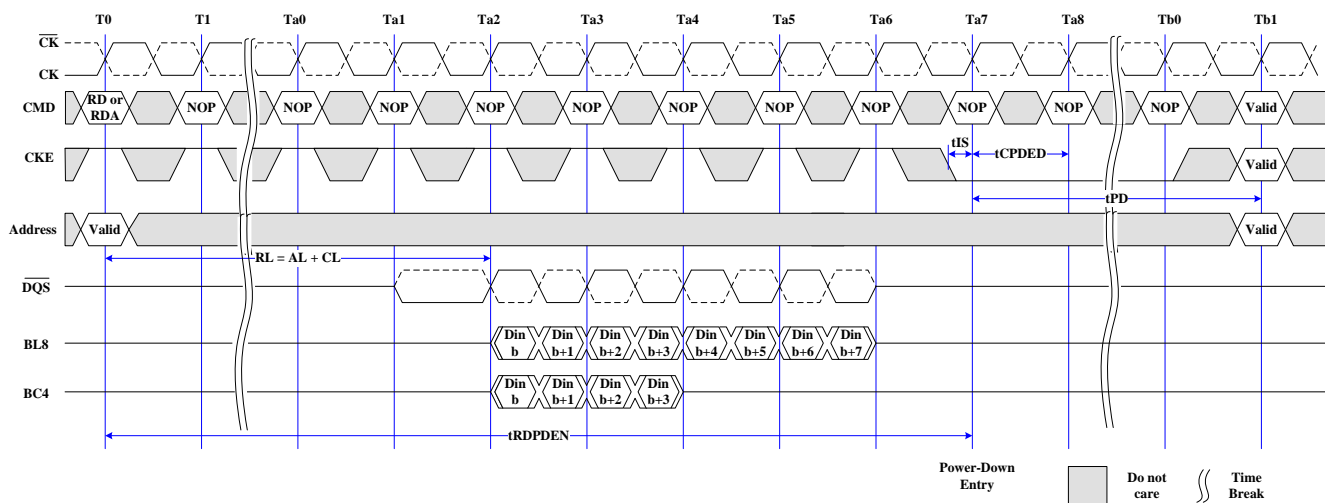 T0 T1 Ta0 Ta1 Ta2 Ta3 Ta4 Ta5 Ta6 Ta7 Ta8 Tb0 Tb1
CK
CK
CMD RD or RDA NOP NOP NOP NOP NOP NOP NOP NOP NOP NOP NOP Valid
tIS
CKE tCPDED Valid
tPD
Address Valid Valid
RL = AL + CL
DQS
BL8 Din b Din b+1 Din b+2 Din b+3 Din b+4 Din b+5 Din b+6 Din b+7
BC4 Din b Din b+1 Din b+2 Din b+3
tRDPDEN
Power-Down Entry
Do not care
Time Break